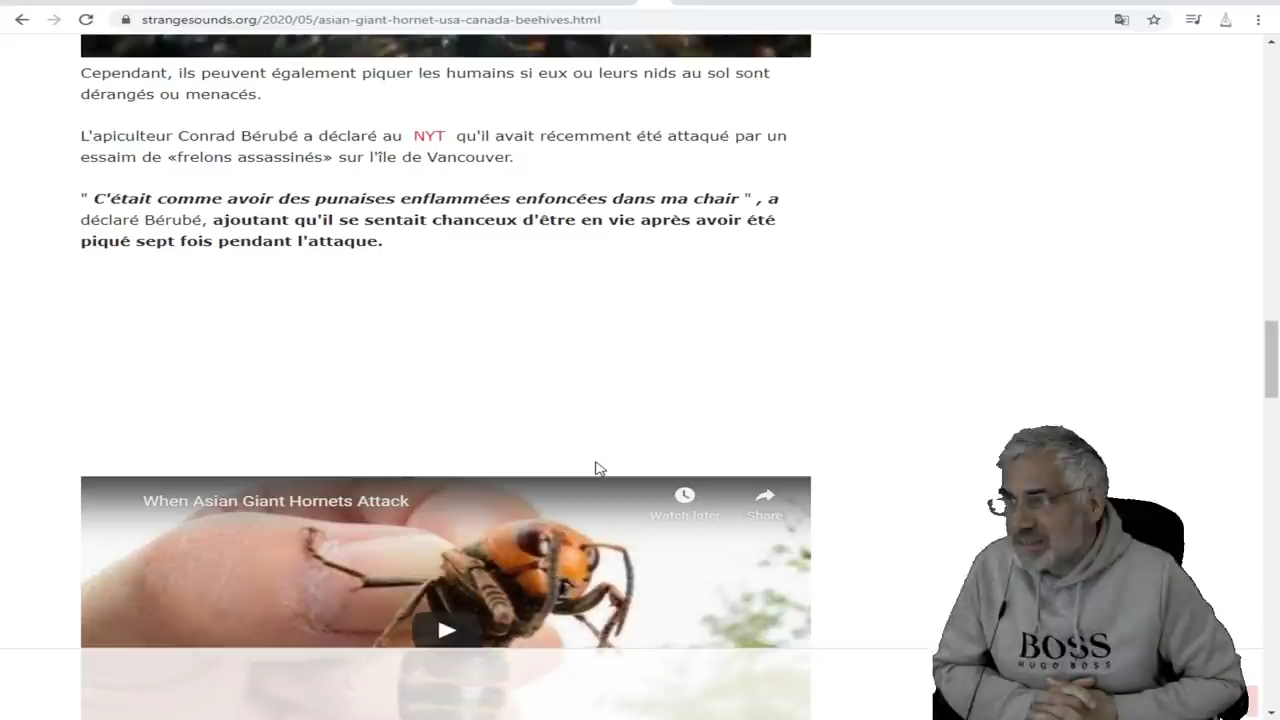 strangesounds.org/2020/05/asian-giant-hornet-usa-canada-beehives.html
Cependant, ils peuvent également piquer les humains si eux ou leurs nids au sol sont
dérangés ou menacés.
L'apiculteur Conrad Bérubé a déclaré au NYT qu'il avait récemment été attaqué par un
essaim de «frelons assassinés» sur l'île de Vancouver.
" C'était comme avoir des punaises enflammées enfoncées dans ma chair " , a
déclaré Bérubé, ajoutant qu'il se sentait chanceux d'être en vie après avoir été
piqué sept fois pendant l'attaque.
When Asian Giant Hornets Attack
Watch later
Share
BOSS
HUGO BOSS